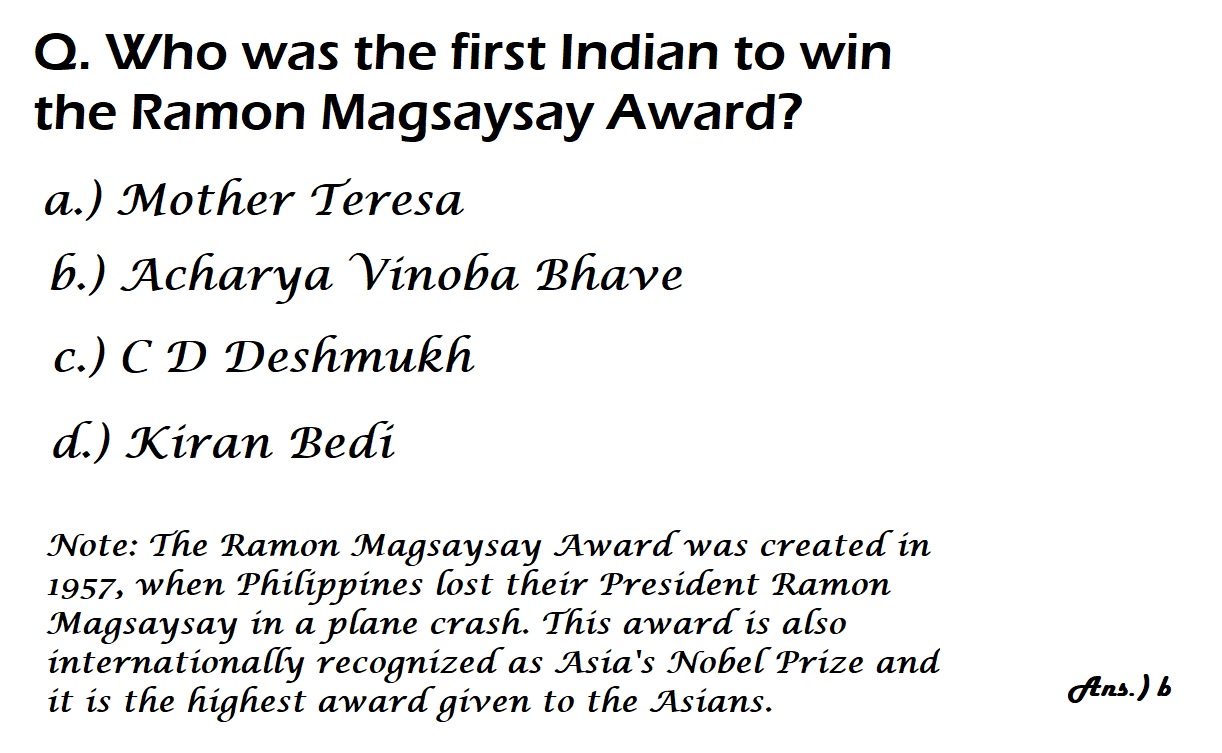 Q. Who was the first Indian to win
the Ramon Magsaysay Award?
a.) Mother Teresa
b.) Acharya Vinoba Bhave
c.) C D Deshmukh
d.) Kiran Bedi
Note: The Ramon Magsaysay Award was created in
1957, when Philippines lost their President Ramon
Magsaysay in a plane crash. This award is also
internationally recognized as Asia's Nobel Prize and
it is the highest award given to the Asians.
Ans.) b